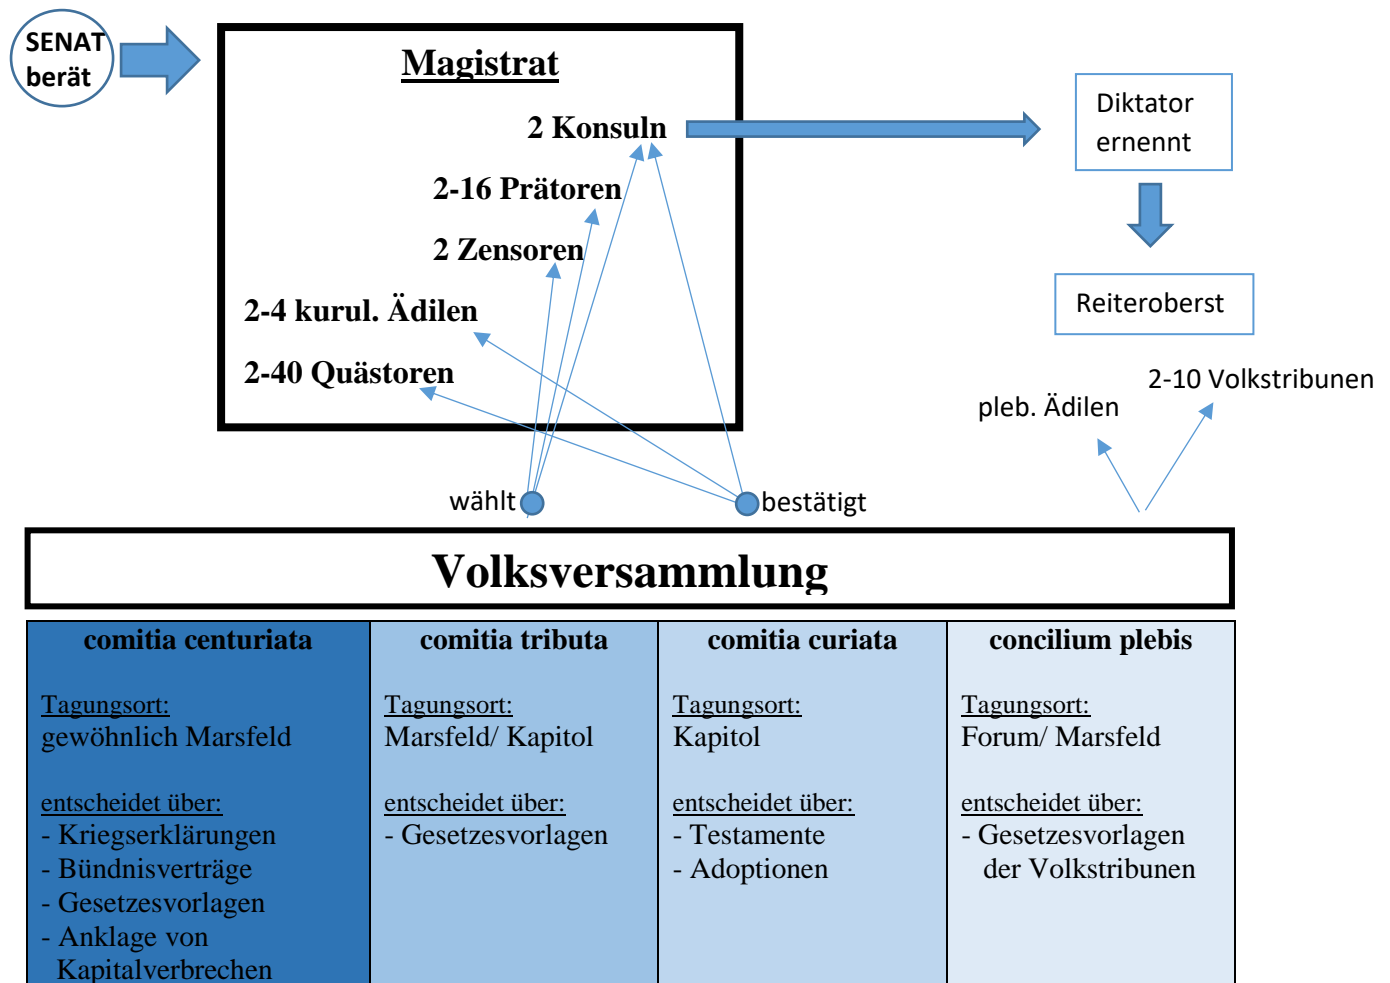 SENAT
berät
Magistrat
2 Konsuln
2-16 Prätoren
2 Zensoren
2-4 kurul. Ädilen
2-40 Quästoren
Diktator
ernennt
Reiteroberst
2-10 Volkstribunen
pleb. Ädilen
wählt
bestätigt
Volksversammlung
comitia centuriata
Tagungsort:
gewöhnlich Marsfeld
entscheidet über:
- Kriegserklärungen
- Bündnisverträge
- Gesetzesvorlagen
- Anklage von
Kapitalverbrechen
comitia tributa
Tagungsort:
Marsfeld/ Kapitol
entscheidet über:
- Gesetzesvorlagen
comitia curiata
Tagungsort:
Kapitol
entscheidet über:
- Testamente
- Adoptionen
concilium plebis
Tagungsort:
Forum/ Marsfeld
entscheidet über:
- Gesetzesvorlagen
der Volkstribunen